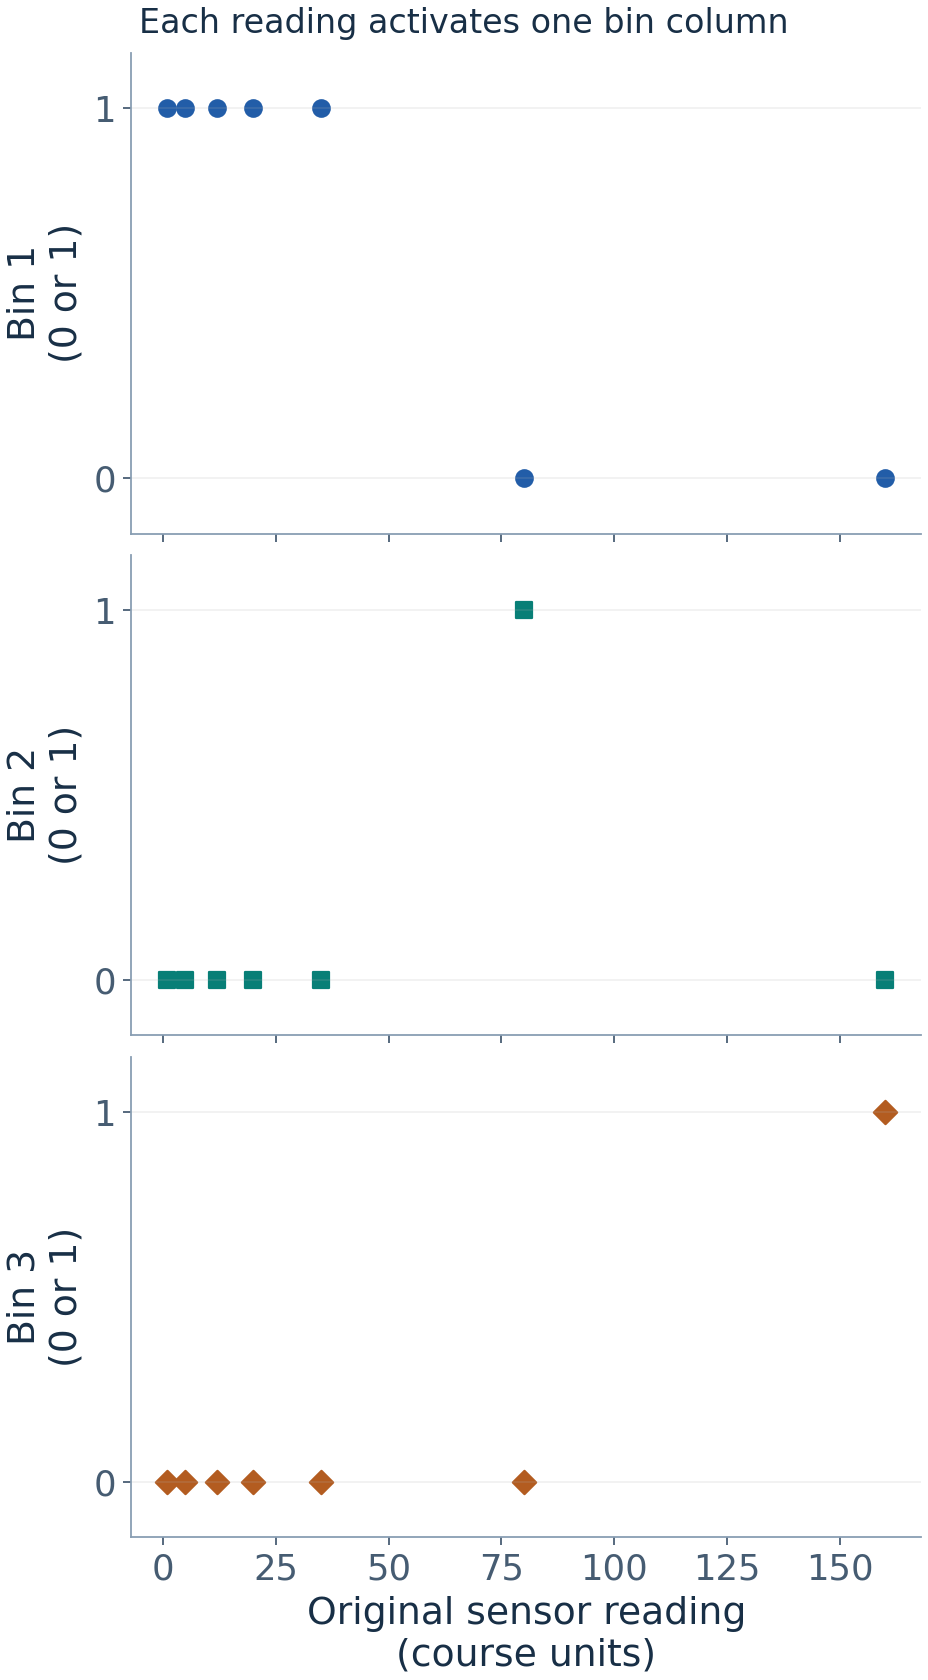 Each reading activates one bin column
1
Bin 1
(0 or 1)
0
1
Bin 2
(0 or 1)
0
1
Bin 3
(0 or 1)
0
0 25 50 75 100 125 150
Original sensor reading
(course units)